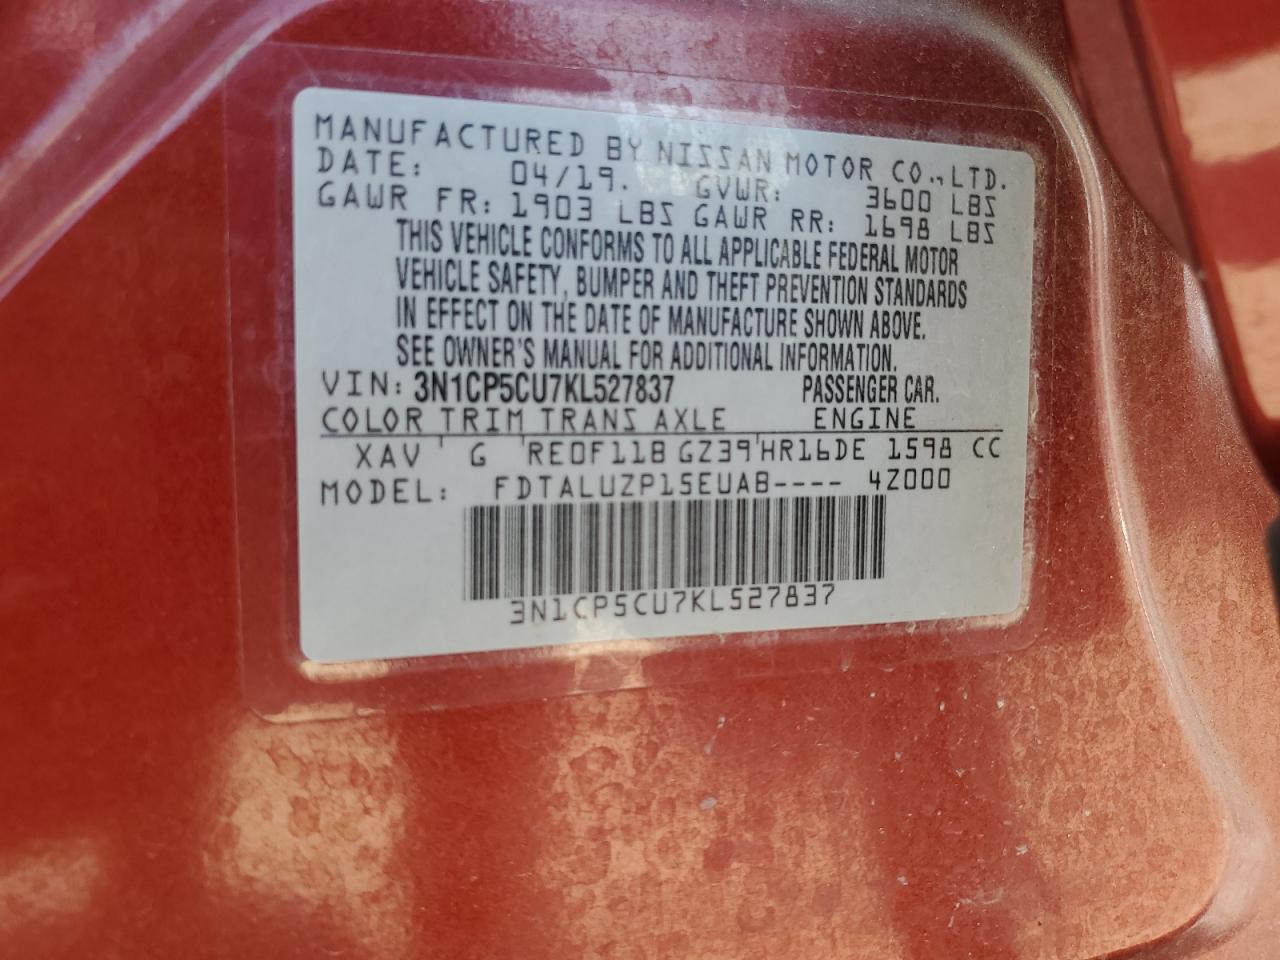 MANUFACTURED BY NISSAN MOTOR CO.,LTD.
DATE: 04/19. GVWR: 3600 LBS
GAWR FR: 1903 LBS GAWR RR: 1698 LBS
THIS VEHICLE CONFORMS TO ALL APPLICABLE FEDERAL MOTOR
VEHICLE SAFETY, BUMPER AND THEFT PREVENTION STANDARDS
IN EFFECT ON THE DATE OF MANUFACTURE SHOWN ABOVE.
SEE OWNER'S MANUAL FOR ADDITIONAL INFORMATION.
VIN: 3N1CP5CU7KL527837 PASSENGER CAR.
COLOR TRIM TRANS AXLE ENGINE
XAV G RE0F11B GZ39 HR16DE 1598 CC
MODEL: FDTALUZP15EUAB---- 4Z000
3N1CP5CU7KL527837